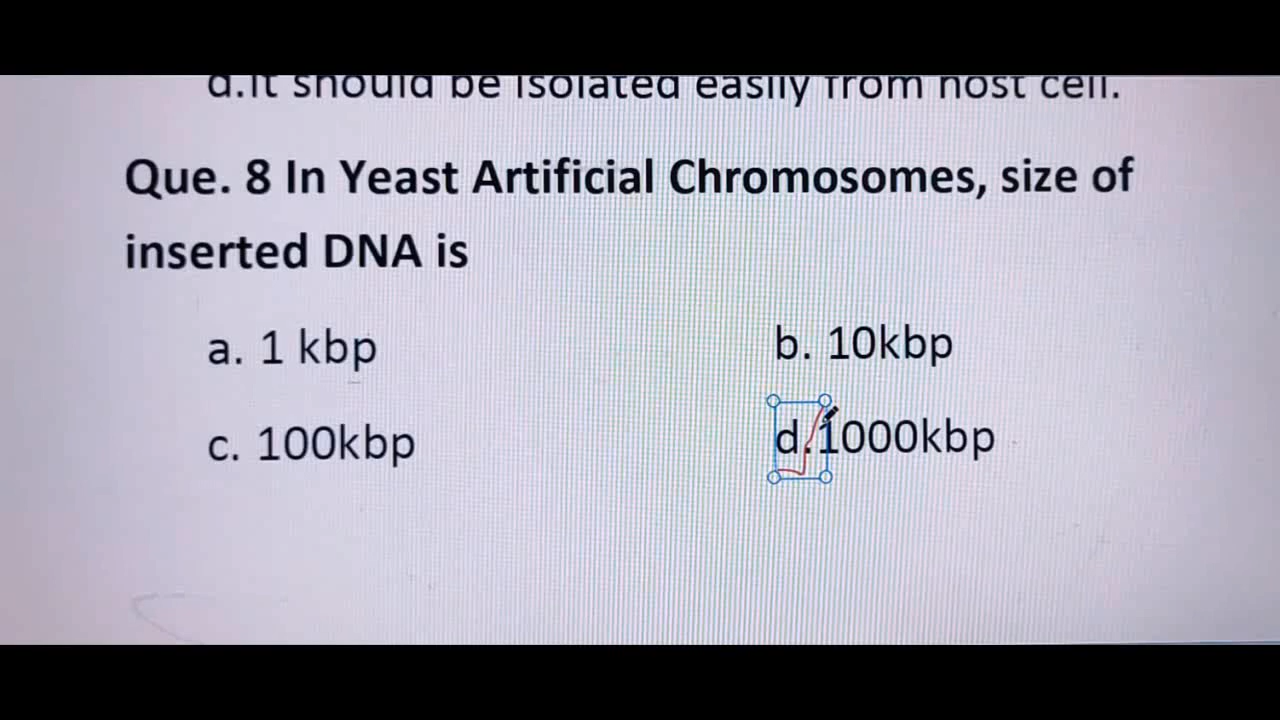 d.It should be isolated easily from host cell.
Que. 8 In Yeast Artificial Chromosomes, size of
inserted DNA is
a. 1 kbp b. 10kbp
c. 100kbp d.1000kbp